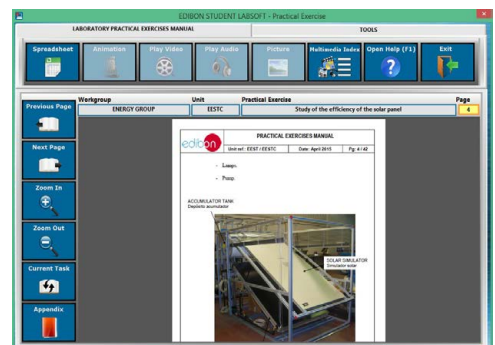 EDIBON STUDENT LABSOFT - Practical Exercise
LABORATORY PRACTICAL EXERCISES MANUAL
TOOLS
Spreadsheet
Animation
Play Video
Play Audio
Picture
Multimedia Index
Open Help (F1)
Exit
Previous Page
Next Page
Zoom In
Zoom Out
Current Task
Appendix
Workgroup
Unit
Practical Exercise
Page
ENERGY GROUP
EESTC
Study of the efficiency of the solar panel
4
edibon
PRACTICAL EXERCISES MANUAL
Unit ref.: EEST / EESTC
Date: April 2015
Pg: 4 / 42
- Lamps.
- Pump.
ACCUMULATOR TANK
Depósito acumulador
SOLAR SIMULATOR
Simulador solar